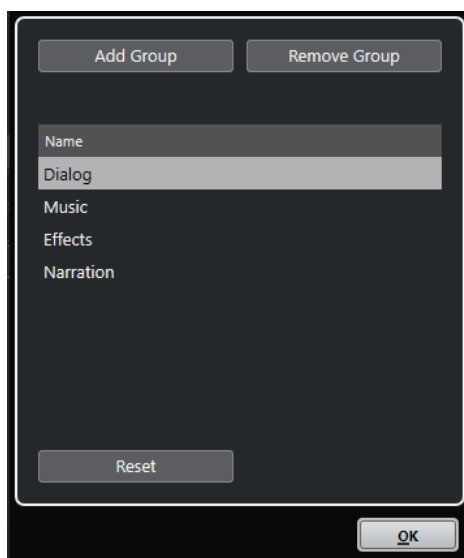 Add Group Remove Group
Name
Dialog
Music
Effects
Narration
Reset
OK